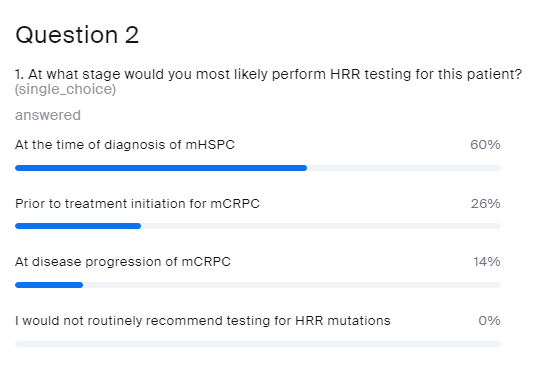 Question 2
1. At what stage would you most likely perform HRR testing for this patient?
(single_choice)
answered
At the time of diagnosis of mHSPC 60%
Prior to treatment initiation for mCRPC 26%
At disease progression of mCRPC 14%
I would not routinely recommend testing for HRR mutations 0%